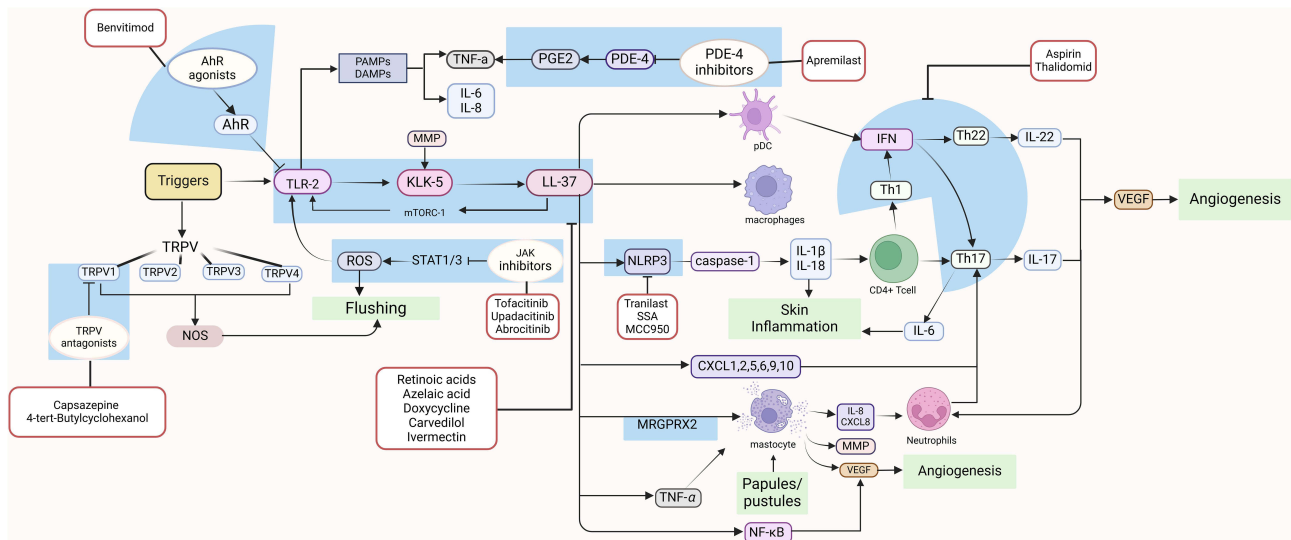 Benvitimod
AhR
agonists
AhR
PAMPs
DAMPs
TNF-a
IL-6
IL-8
PGE2
PDE-4
PDE-4
inhibitors
Apremilast
Aspirin
Thalidomid
MMP
Triggers
TLR-2
KLK-5
LL-37
mTORC-1
pDC
macrophages
IFN
Th22
IL-22
Th1
VEGF
Angiogenesis
TRPV
TRPV1
TRPV2
TRPV3
TRPV4
ROS
STAT1/3
JAK
inhibitors
Tofacitinib
Upadacitinib
Abrocitinib
Flushing
NOS
TRPV
antagonists
Capsazepine
4-tert-Butylcyclohexanol
NLRP3
caspase-1
IL-1β
IL-18
CD4+ Tcell
Th17
IL-17
Tranilast
SSA
MCC950
Skin
Inflammation
IL-6
Retinoic acids
Azelaic acid
Doxycycline
Carvedilol
Ivermectin
CXCL1,2,5,6,9,10
MRGPRX2
mastocyte
IL-8
CXCL8
Neutrophils
MMP
VEGF
Angiogenesis
TNF-α
Papules/
pustules
NF-κB